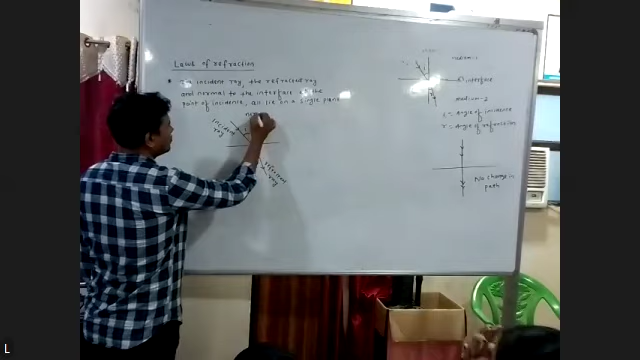 Laws of refraction
* The incident ray, the refracted ray
and normal to the interface at the
point of incidence, all lie on a single plane
incident
ray
i
refracted
ray
medium-1
interface
r
medium-2
i = Angle of incidence
r = Angle of refraction
No change in
path
L